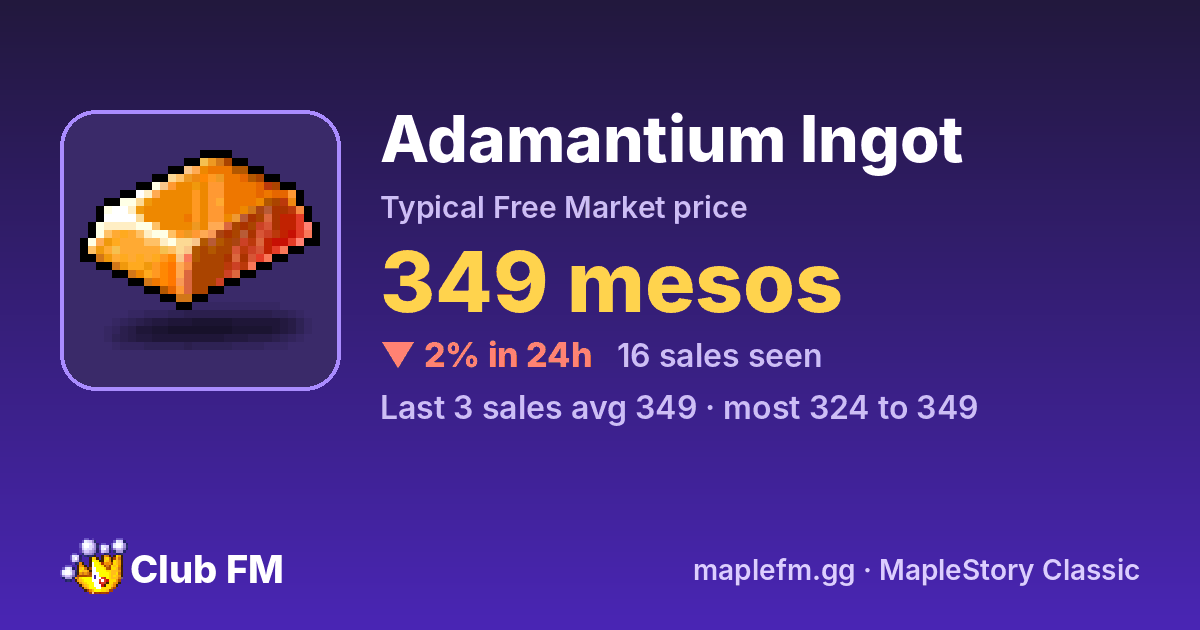 Adamantium Ingot
Typical Free Market price
349 mesos
▼ 2% in 24h 16 sales seen
Last 3 sales avg 349 · most 324 to 349
Club FM
maplefm.gg · MapleStory Classic